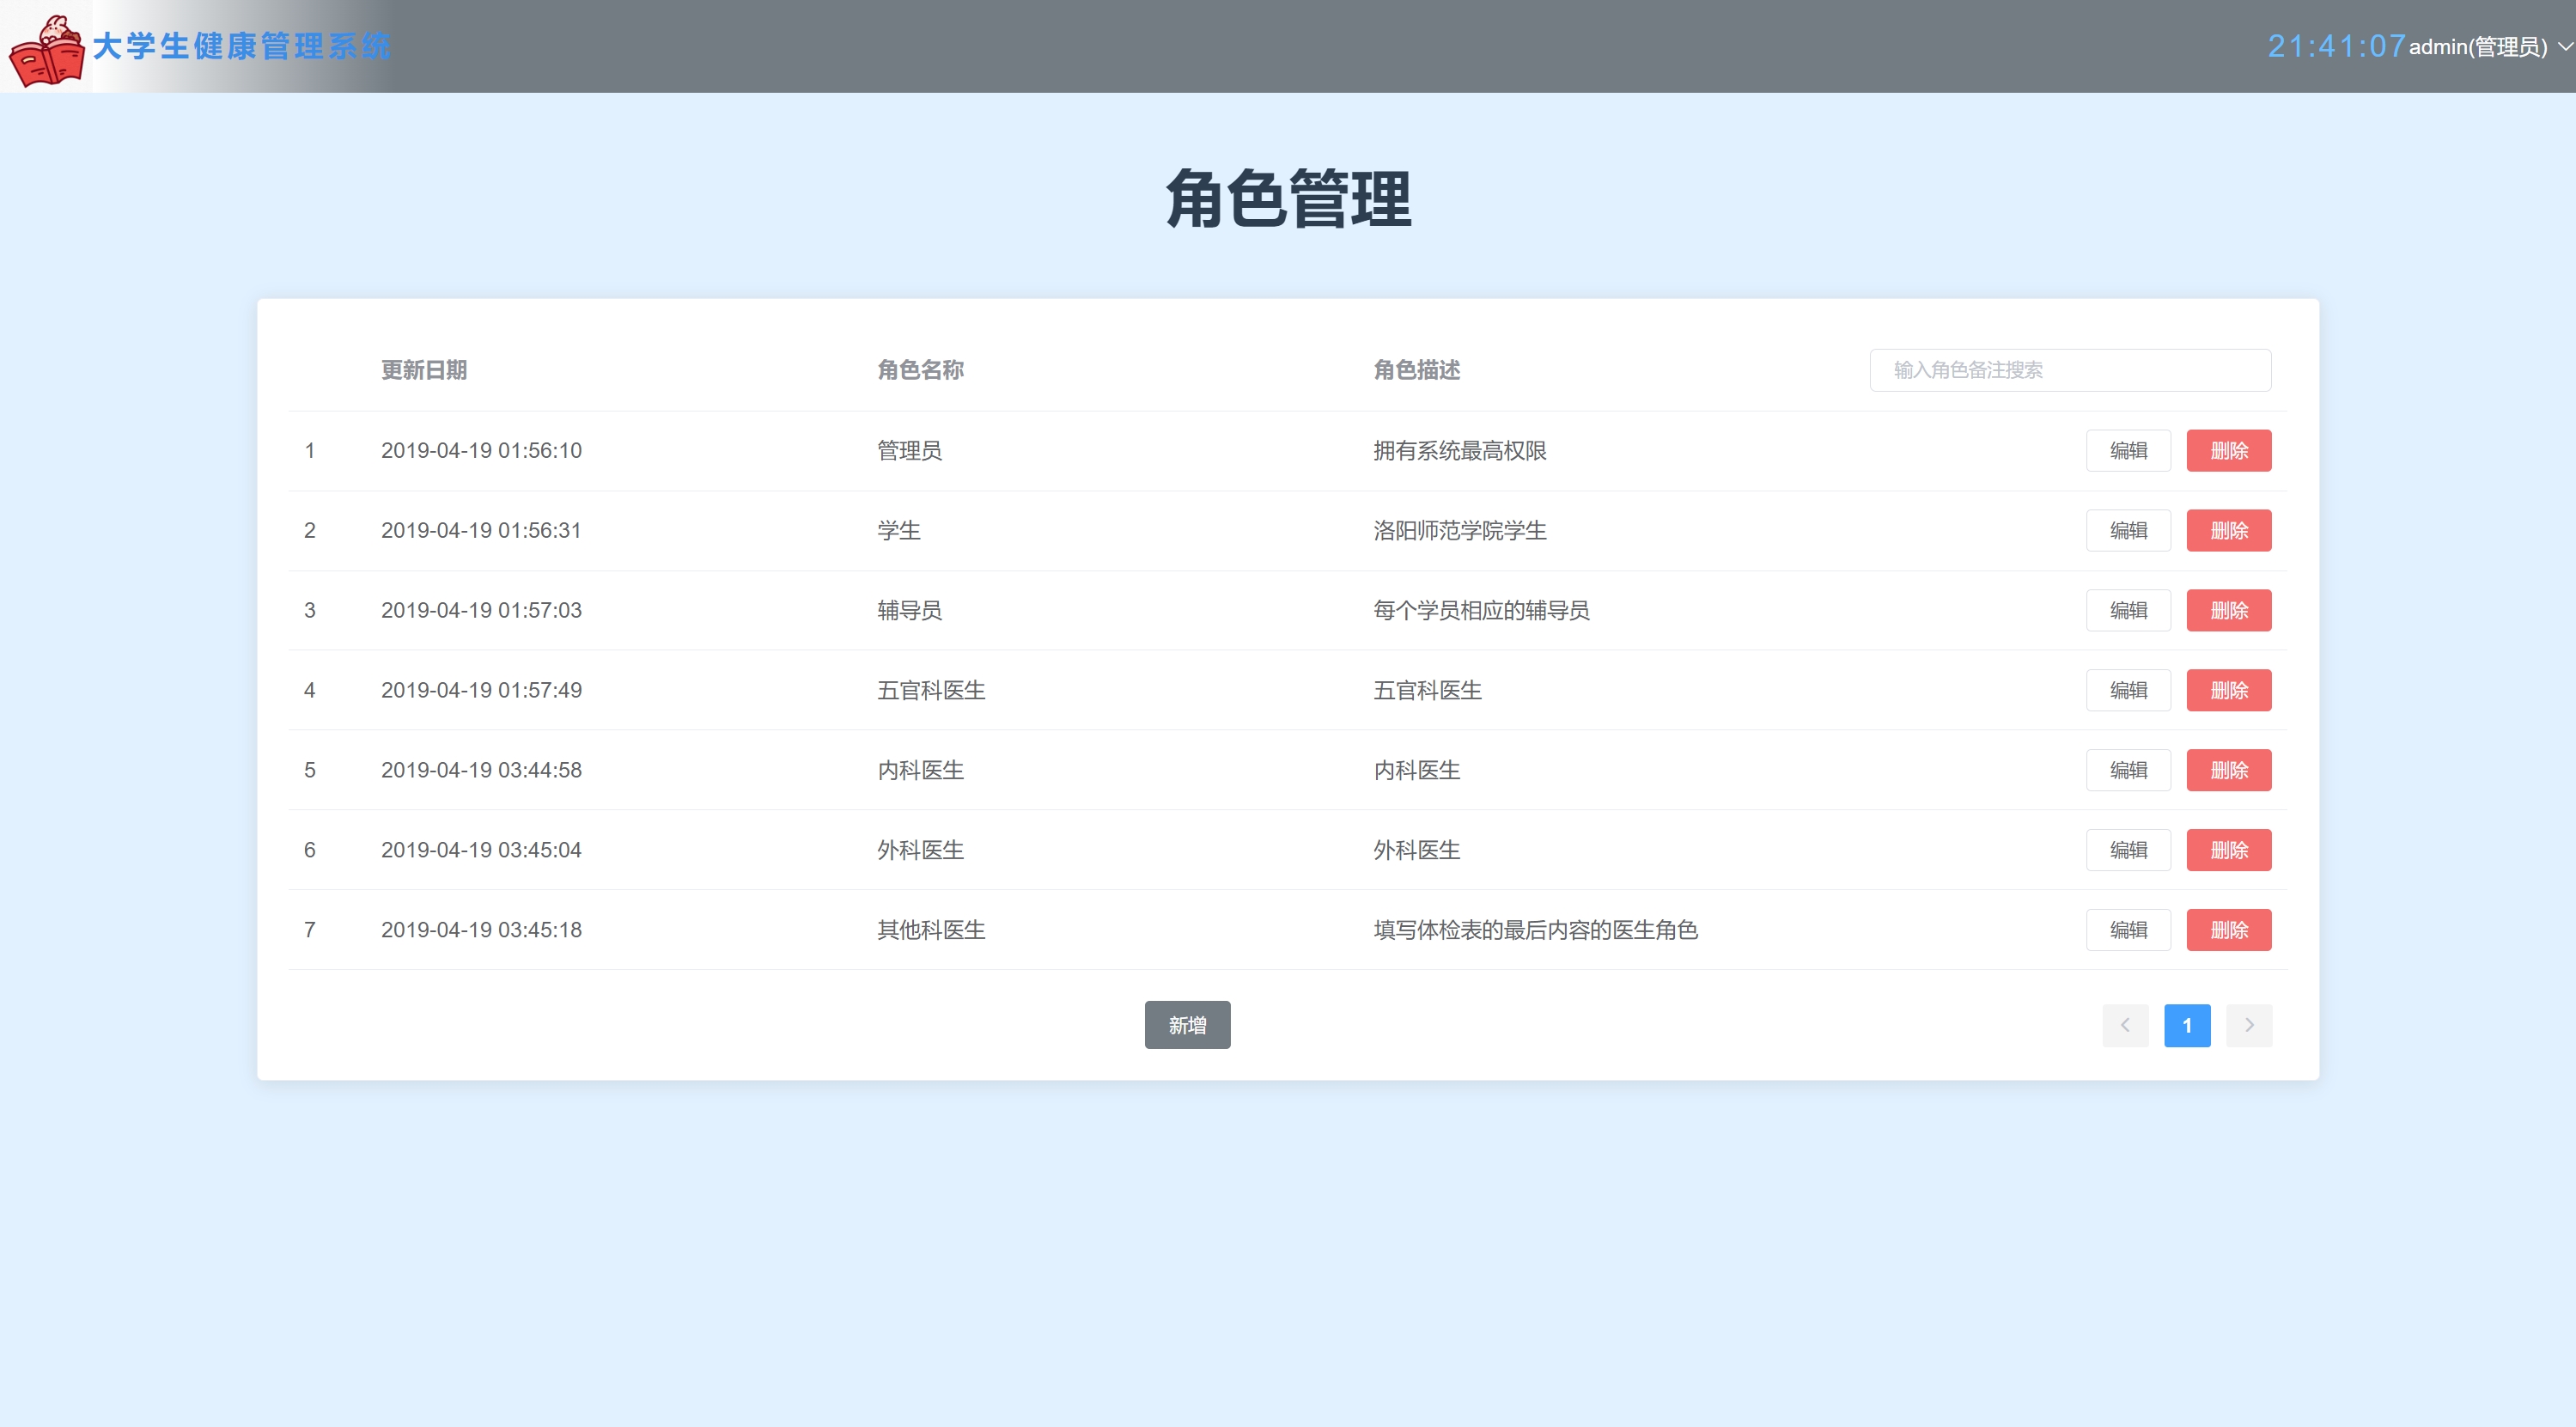 大学生健康管理系统
21:41:07 admin(管理员)
角色管理
更新日期 角色名称 角色描述 输入角色备注搜索
1 2019-04-19 01:56:10 管理员 拥有系统最高权限 编辑 删除
2 2019-04-19 01:56:31 学生 洛阳师范学院学生 编辑 删除
3 2019-04-19 01:57:03 辅导员 每个学员相应的辅导员 编辑 删除
4 2019-04-19 01:57:49 五官科医生 五官科医生 编辑 删除
5 2019-04-19 03:44:58 内科医生 内科医生 编辑 删除
6 2019-04-19 03:45:04 外科医生 外科医生 编辑 删除
7 2019-04-19 03:45:18 其他科医生 填写体检表的最后内容的医生角色 编辑 删除
新增 1